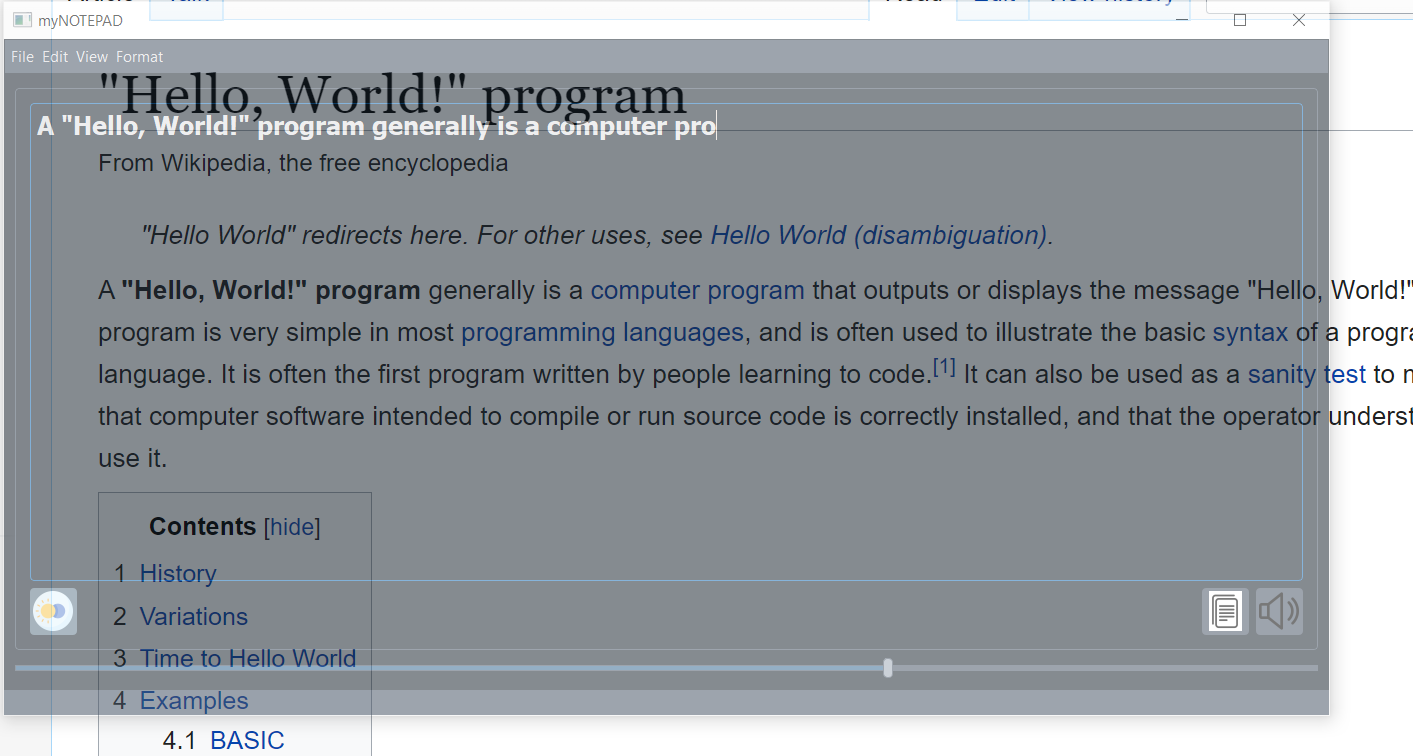 Article Talk Read Edit View history
myNOTEPAD
File Edit View Format
"Hello, World!" program
A "Hello, World!" program generally is a computer pro
From Wikipedia, the free encyclopedia
"Hello World" redirects here. For other uses, see Hello World (disambiguation).
A "Hello, World!" program generally is a computer program that outputs or displays the message "Hello, World!"
program is very simple in most programming languages, and is often used to illustrate the basic syntax of a progra
language. It is often the first program written by people learning to code.[1] It can also be used as a sanity test to m
that computer software intended to compile or run source code is correctly installed, and that the operator underst
use it.
Contents [hide]
1 History
2 Variations
3 Time to Hello World
4 Examples
4.1 BASIC